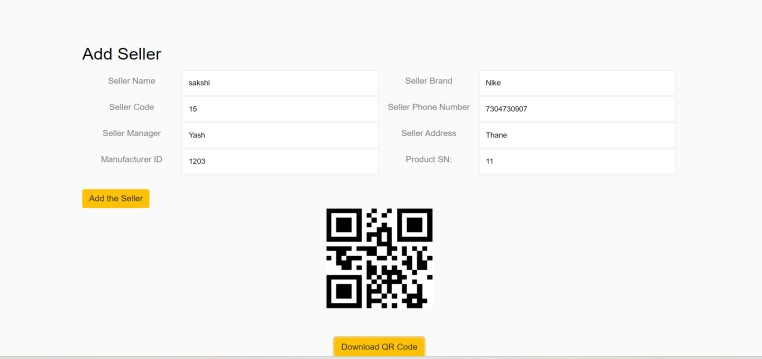 Add Seller
Seller Name sakshi Seller Brand Nike
Seller Code 15 Seller Phone Number 7304730907
Seller Manager Yash Seller Address Thane
Manufacturer ID 1203 Product SN: 11
Add the Seller
Download QR Code